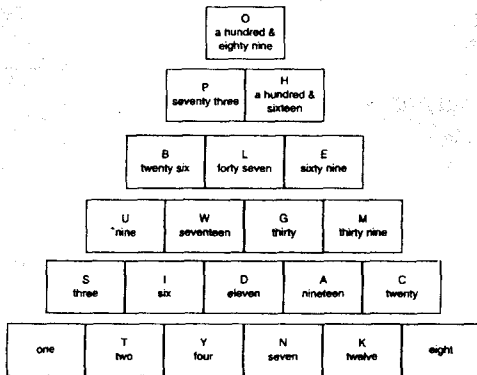 O
a hundred &
eighty nine
P
seventy three
H
a hundred &
sixteen
B
twenty six
L
forty seven
E
sixty nine
U
nine
W
seventeen
G
thirty
M
thirty nine
S
three
I
six
D
eleven
A
nineteen
C
twenty
one
T
two
Y
four
N
seven
K
twelve
eight